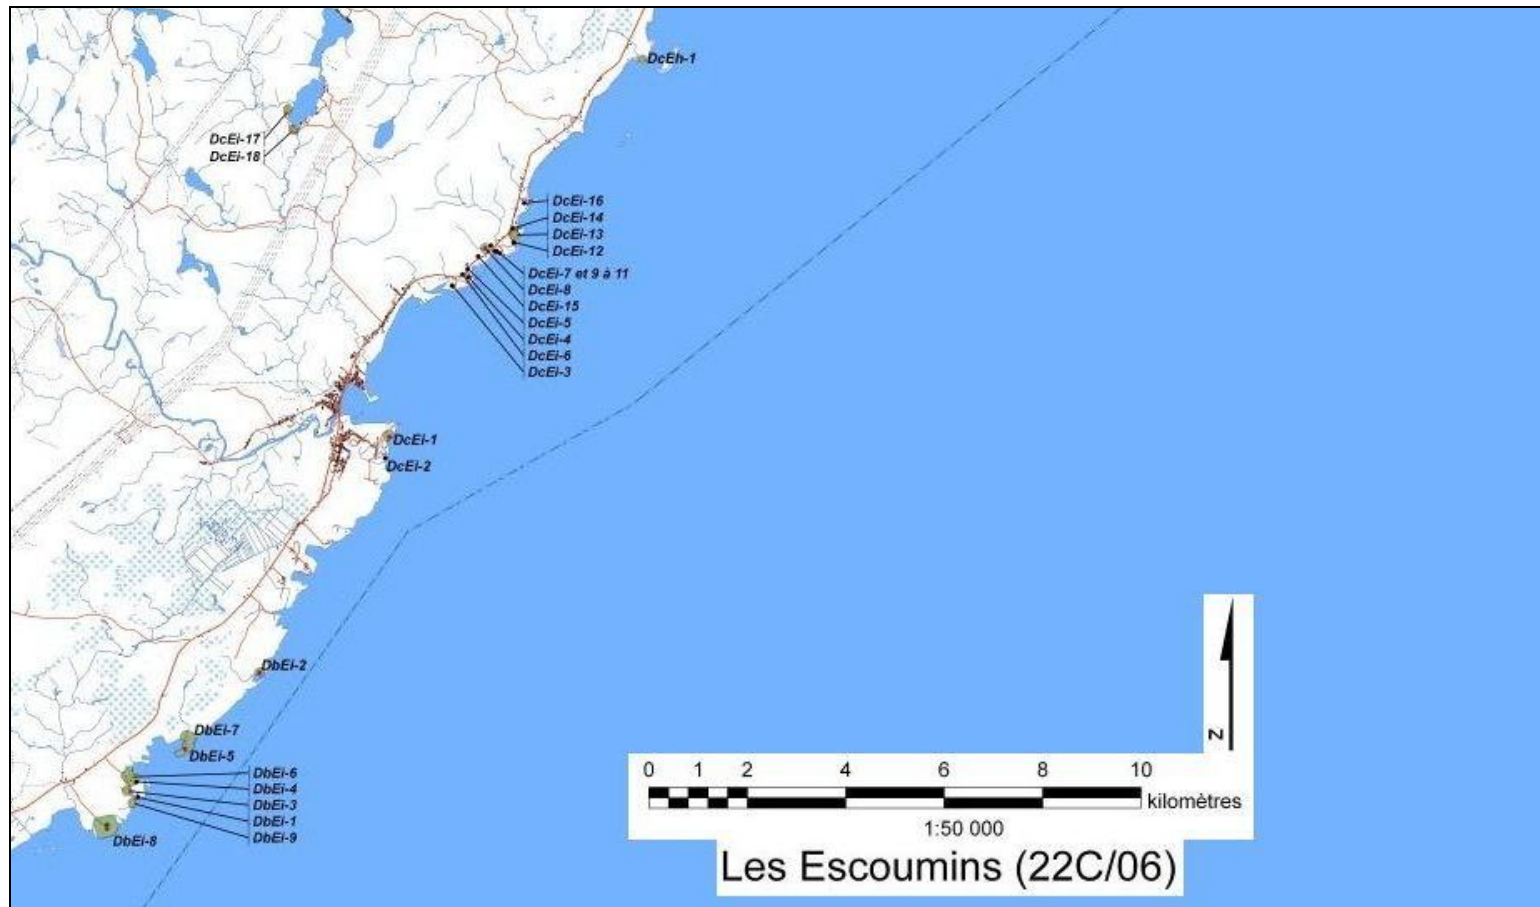 DcEh-1
DcEi-17
DcEi-18
DcEi-16
DcEi-14
DcEi-13
DcEi-12
DcEi-7 et 9 à 11
DcEi-8
DcEi-15
DcEi-5
DcEi-4
DcEi-6
DcEi-3
DcEi-1
DcEi-2
DbEi-2
DbEi-7
DbEi-5
DbEi-6
DbEi-4
DbEi-3
DbEi-1
DbEi-9
DbEi-8
N
0 1 2 4 6 8 10
kilomètres
1:50 000
Les Escoumins (22C/06)